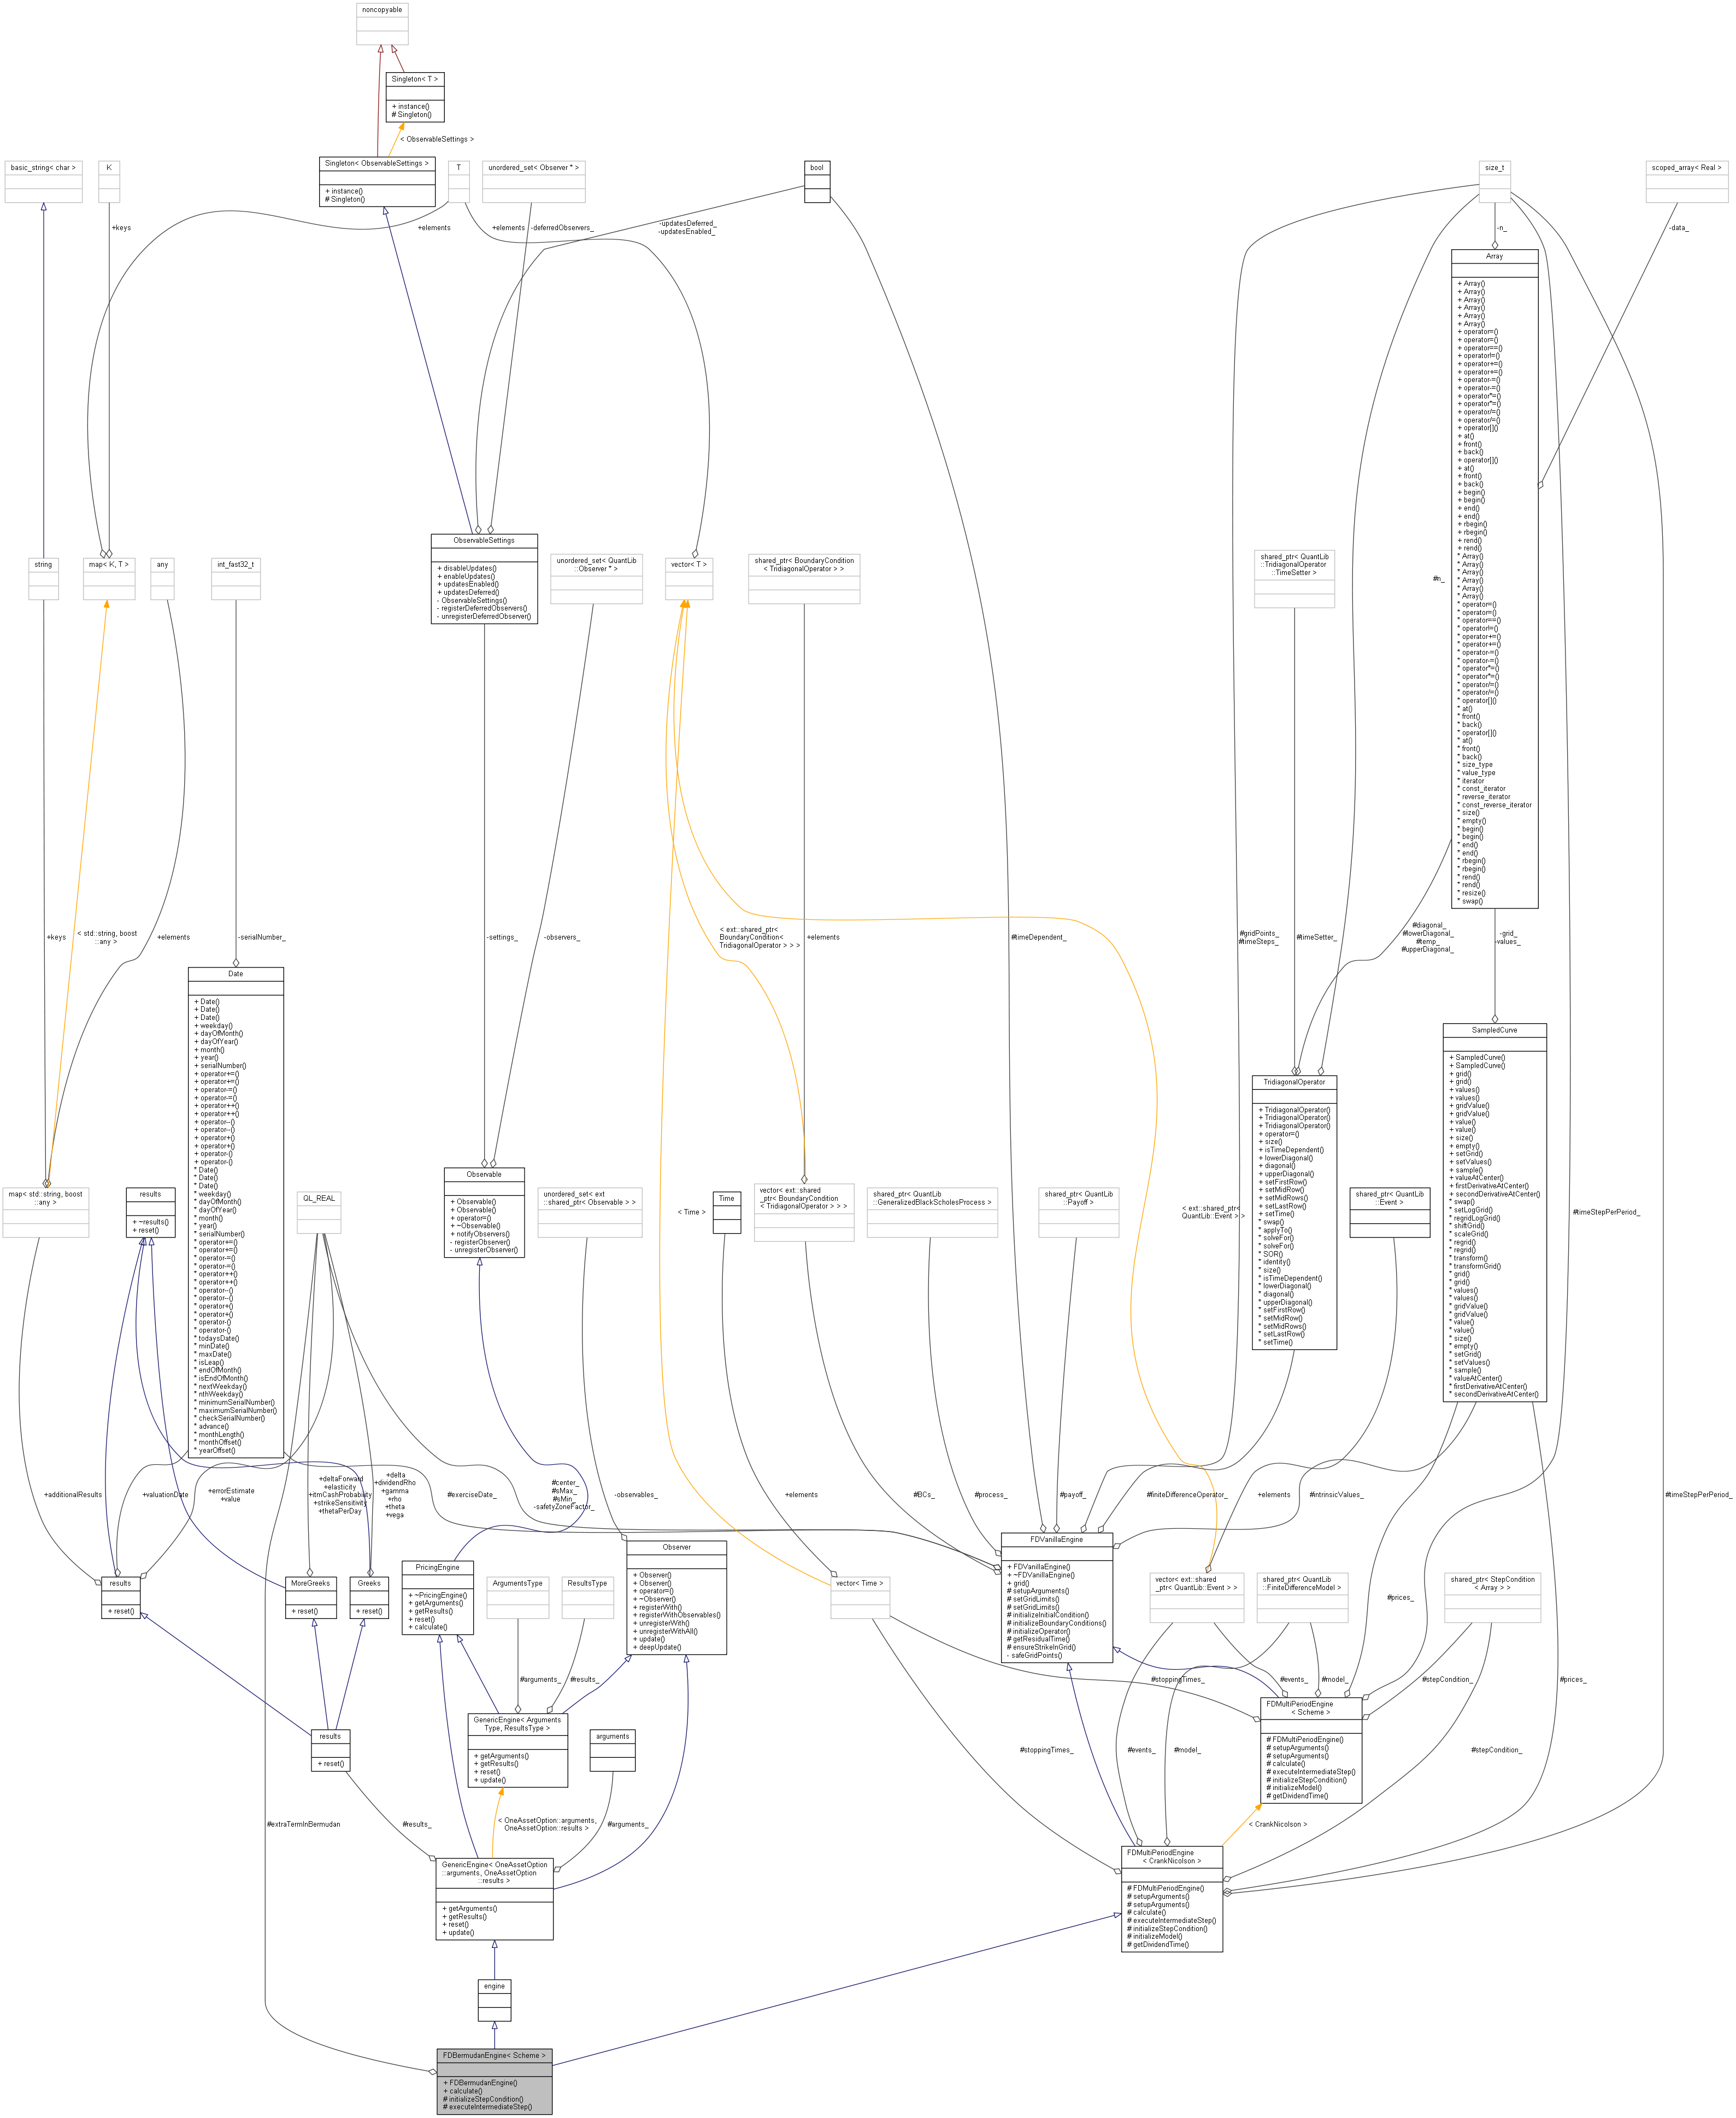 noncopyable
Singleton< T >
+ instance()
# Singleton()
< ObservableSettings >
basic_string< char >
K
Singleton< ObservableSettings >
+ instance()
# Singleton()
T
unordered_set< Observer * >
bool
size_t
scoped_array< Real >
+keys
+elements
+elements
-deferredObservers_
-updatesDeferred_
-updatesEnabled_
-n_
-data_
Array
+ Array()
+ Array()
+ Array()
+ Array()
+ Array()
+ Array()
+ operator=()
+ operator=()
+ operator==()
+ operator!=()
+ operator+=()
+ operator+=()
+ operator-=()
+ operator-=()
+ operator*=()
+ operator*=()
+ operator/=()
+ operator/=()
+ operator[]()
+ at()
+ front()
+ back()
+ operator[]()
+ at()
+ front()
+ back()
+ begin()
+ begin()
+ end()
+ end()
+ rbegin()
+ rbegin()
+ rend()
+ rend()
* Array()
* Array()
* Array()
* Array()
* Array()
* Array()
* operator=()
* operator=()
* operator==()
* operator!=()
* operator+=()
* operator+=()
* operator-=()
* operator-=()
* operator*=()
* operator*=()
* operator/=()
* operator/=()
* operator[]()
* at()
* front()
* back()
* operator[]()
* at()
* front()
* back()
* size_type
* value_type
* iterator
* const_iterator
* reverse_iterator
* const_reverse_iterator
* size()
* empty()
* begin()
* begin()
* end()
* end()
* rbegin()
* rbegin()
* rend()
* rend()
* resize()
* swap()
string
map< K, T >
any
int_fast32_t
ObservableSettings
+ disableUpdates()
+ enableUpdates()
+ updatesEnabled()
+ updatesDeferred()
- ObservableSettings()
- registerDeferredObservers()
- unregisterDeferredObserver()
unordered_set< QuantLib
::Observer * >
vector< T >
shared_ptr< BoundaryCondition
< TridiagonalOperator > >
shared_ptr< QuantLib
::TridiagonalOperator
::TimeSetter >
#n_
+keys
< std::string, boost
::any >
+elements
-serialNumber_
-settings_
-observers_
< ext::shared_ptr<
BoundaryCondition<
TridiagonalOperator > > >
+elements
#timeDependent_
#gridPoints_
#timeSteps_
#timeSetter_
#diagonal_
#lowerDiagonal_
#temp_
#upperDiagonal_
-grid_
-values_
Date
+ Date()
+ Date()
+ Date()
+ weekday()
+ dayOfMonth()
+ dayOfYear()
+ month()
+ year()
+ serialNumber()
+ operator+=()
+ operator+=()
+ operator-=()
+ operator-=()
+ operator++()
+ operator++()
+ operator--()
+ operator--()
+ operator+()
+ operator+()
+ operator-()
+ operator-()
* Date()
* Date()
* Date()
* weekday()
* dayOfMonth()
* dayOfYear()
* month()
* year()
* serialNumber()
* operator+=()
* operator+=()
* operator-=()
* operator-=()
* operator++()
* operator++()
* operator--()
* operator--()
* operator+()
* operator+()
* operator-()
* operator-()
* todaysDate()
* minDate()
* maxDate()
* isLeap()
* endOfMonth()
* isEndOfMonth()
* nextWeekday()
* nthWeekday()
* minimumSerialNumber()
* maximumSerialNumber()
* checkSerialNumber()
* advance()
* monthLength()
* monthOffset()
* yearOffset()
TridiagonalOperator
+ TridiagonalOperator()
+ TridiagonalOperator()
+ TridiagonalOperator()
+ operator=()
+ size()
+ isTimeDependent()
+ lowerDiagonal()
+ diagonal()
+ upperDiagonal()
+ setFirstRow()
+ setMidRow()
+ setMidRows()
+ setLastRow()
+ setTime()
* swap()
* applyTo()
* solveFor()
* solveFor()
* SOR()
* identity()
* size()
* isTimeDependent()
* lowerDiagonal()
* diagonal()
* upperDiagonal()
* setFirstRow()
* setMidRow()
* setMidRows()
* setLastRow()
* setTime()
SampledCurve
+ SampledCurve()
+ SampledCurve()
+ grid()
+ grid()
+ values()
+ values()
+ gridValue()
+ gridValue()
+ value()
+ value()
+ size()
+ empty()
+ setGrid()
+ setValues()
+ sample()
+ valueAtCenter()
+ firstDerivativeAtCenter()
+ secondDerivativeAtCenter()
* swap()
* setLogGrid()
* regridLogGrid()
* shiftGrid()
* scaleGrid()
* regrid()
* regrid()
* transform()
* transformGrid()
* grid()
* grid()
* values()
* values()
* gridValue()
* gridValue()
* value()
* value()
* size()
* empty()
* setGrid()
* setValues()
* sample()
* valueAtCenter()
* firstDerivativeAtCenter()
* secondDerivativeAtCenter()
map< std::string, boost
::any >
results
+ ~results()
+ reset()
QL_REAL
Observable
+ Observable()
+ Observable()
+ operator=()
+ ~Observable()
+ notifyObservers()
- registerObserver()
- unregisterObserver()
unordered_set< ext
::shared_ptr< Observable > >
< Time >
Time
vector< ext::shared
_ptr< BoundaryCondition
< TridiagonalOperator > > >
shared_ptr< QuantLib
::GeneralizedBlackScholesProcess >
shared_ptr< QuantLib
::Payoff >
< ext::shared_ptr<
QuantLib::Event > >
shared_ptr< QuantLib
::Event >
#timeStepPerPeriod_
+additionalResults
+valuationDate
+errorEstimate
+value
+deltaForward
+elasticity
+itmCashProbability
+strikeSensitivity
+thetaPerDay
+delta
+dividendRho
+gamma
+rho
+theta
+vega
#exerciseDate_
#center_
#sMax_
#sMin_
-safetyZoneFactor_
-observables_
+elements
#BCs_
#process_
#payoff_
#finiteDifferenceOperator_
+elements
#intrinsicValues_
#timeStepPerPeriod_
results
+ reset()
MoreGreeks
+ reset()
Greeks
+ reset()
PricingEngine
+ ~PricingEngine()
+ getArguments()
+ getResults()
+ reset()
+ calculate()
ArgumentsType
ResultsType
Observer
+ Observer()
+ Observer()
+ operator=()
+ ~Observer()
+ registerWith()
+ registerWithObservables()
+ unregisterWith()
+ unregisterWithAll()
+ update()
+ deepUpdate()
vector< Time >
FDVanillaEngine
+ FDVanillaEngine()
+ ~FDVanillaEngine()
+ grid()
# setupArguments()
# setGridLimits()
# setGridLimits()
# initializeInitialCondition()
# initializeBoundaryConditions()
# initializeOperator()
# getResidualTime()
# ensureStrikeInGrid()
- safeGridPoints()
vector< ext::shared
_ptr< QuantLib::Event > >
shared_ptr< QuantLib
::FiniteDifferenceModel >
#prices_
shared_ptr< StepCondition
< Array > >
#arguments_
#results_
#stoppingTimes_
#events_
#model_
#stepCondition_
#prices_
results
+ reset()
GenericEngine< Arguments
Type, ResultsType >
+ getArguments()
+ getResults()
+ reset()
+ update()
arguments
FDMultiPeriodEngine
< Scheme >
# FDMultiPeriodEngine()
# setupArguments()
# setupArguments()
# calculate()
# executeIntermediateStep()
# initializeStepCondition()
# initializeModel()
# getDividendTime()
#stoppingTimes_
#events_
#model_
#stepCondition_
#extraTermInBermudan
#results_
< OneAssetOption::arguments,
OneAssetOption::results >
#arguments_
< CrankNicolson >
GenericEngine< OneAssetOption
::arguments, OneAssetOption
::results >
+ getArguments()
+ getResults()
+ reset()
+ update()
FDMultiPeriodEngine
< CrankNicolson >
# FDMultiPeriodEngine()
# setupArguments()
# setupArguments()
# calculate()
# executeIntermediateStep()
# initializeStepCondition()
# initializeModel()
# getDividendTime()
engine
FDBermudanEngine< Scheme >
+ FDBermudanEngine()
+ calculate()
# initializeStepCondition()
# executeIntermediateStep()